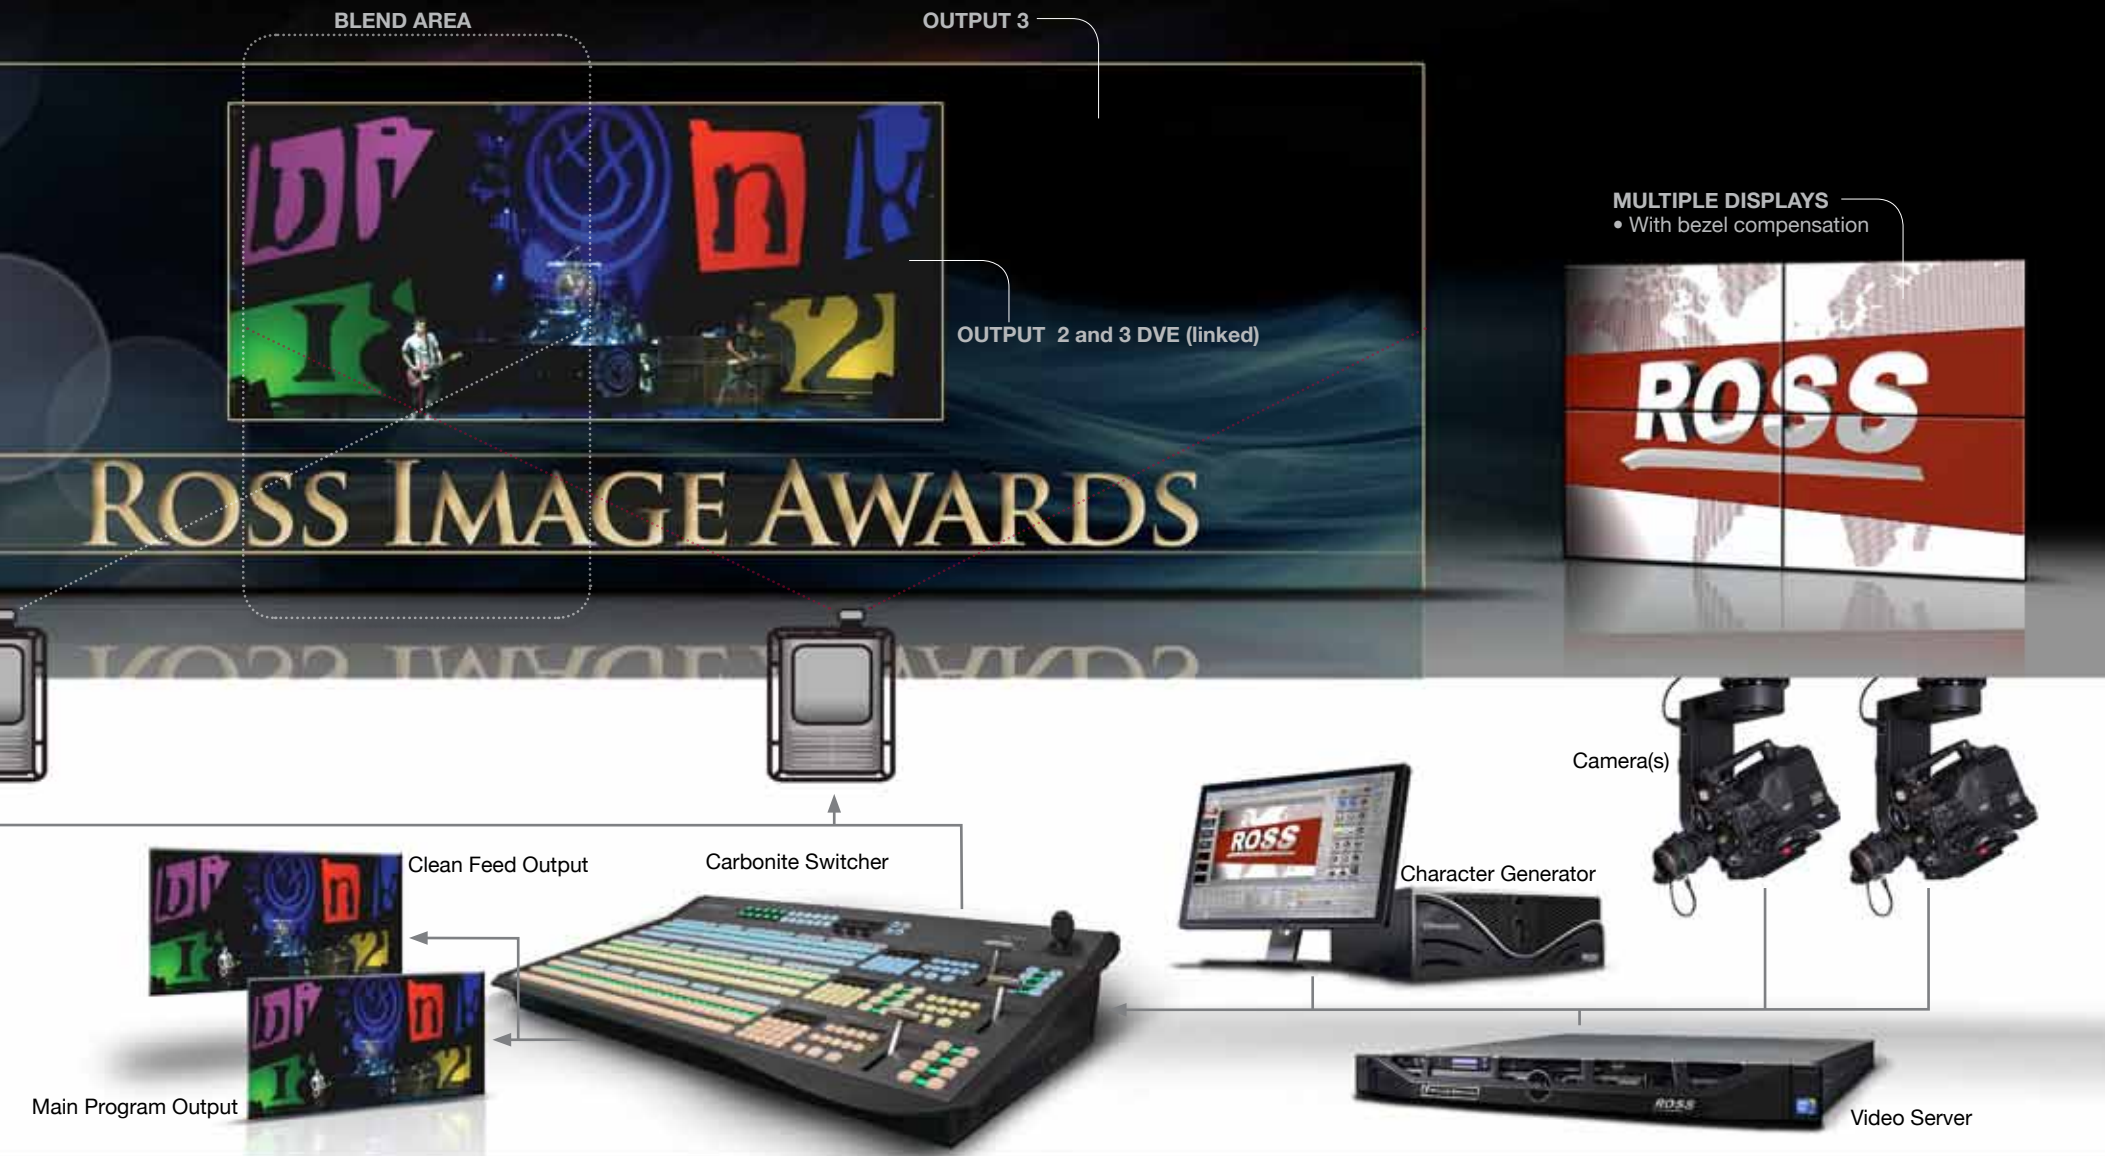 BLEND AREA
OUTPUT 3
MULTIPLE DISPLAYS
• With bezel compensation
OUTPUT 2 and 3 DVE (linked)
ROSS
ROSS IMAGE AWARDS
Camera(s)
Clean Feed Output
Carbonite Switcher
ROSS
Character Generator
Main Program Output
ROSS
Video Server